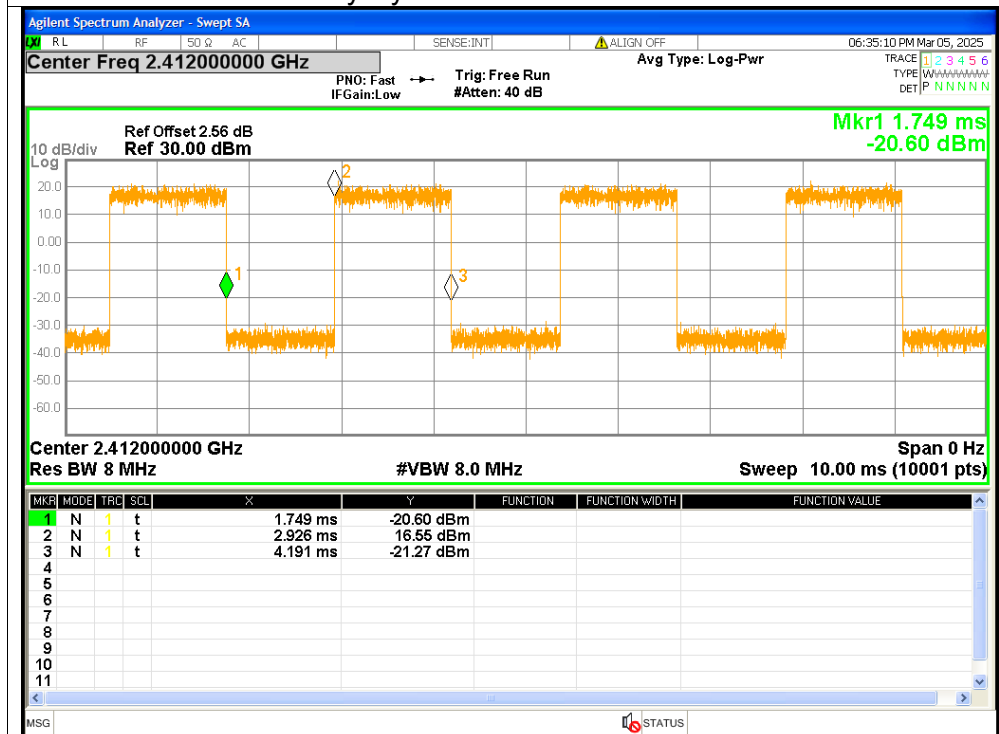 Agilent Spectrum Analyzer - Swept SA
LXI RL RF 50 Ω AC SENSE:INT ALIGN OFF 06:35:10 PM Mar 05, 2025
Center Freq 2.412000000 GHz Avg Type: Log-Pwr TRACE 1 2 3 4 5 6
PNO: Fast Trig: Free Run TYPE W
IFGain:Low #Atten: 40 dB DET P N N N N N
Mkr1 1.749 ms
Ref Offset 2.56 dB
-20.60 dBm
10 dB/div Ref 30.00 dBm
Log
20.0
10.0
0.00
-10.0
-20.0
-30.0
-40.0
-50.0
-60.0
2
1
3
Center 2.412000000 GHz Span 0 Hz
Res BW 8 MHz #VBW 8.0 MHz Sweep 10.00 ms (10001 pts)
MKR MODE TRC SCL X Y FUNCTION FUNCTION WIDTH FUNCTION VALUE
1 N 1 t 1.749 ms -20.60 dBm
2 N 1 t 2.926 ms 16.55 dBm
3 N 1 t 4.191 ms -21.27 dBm
4
5
6
7
8
9
10
11
MSG STATUS